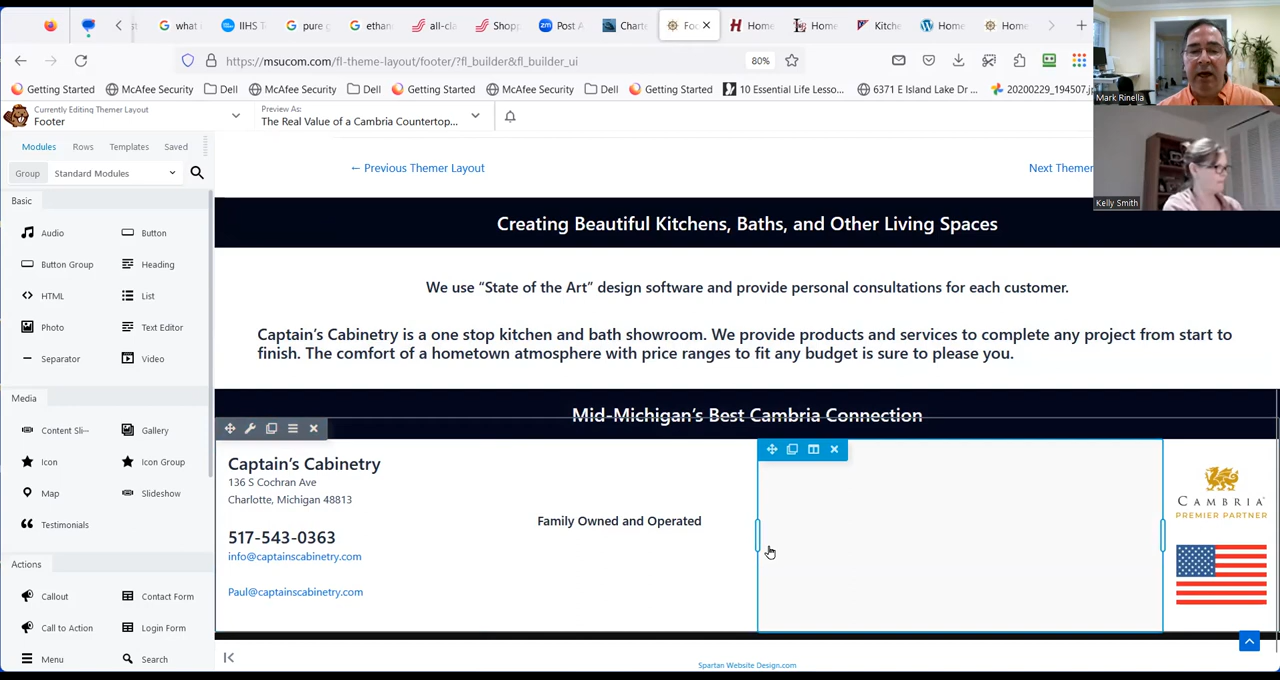 what
IIHS T
pure g
ethan
all-cla
Shopp
Post A
Charte
Foo
Home
Home
Kitche
Home
Home
https://msucom.com/fl-theme-layout/footer/?fl_builder&fl_builder_ui
80%
Getting Started
McAfee Security
Dell
McAfee Security
Dell
Getting Started
McAfee Security
Dell
Getting Started
10 Essential Life Lesso...
6371 E Island Lake Dr ...
20200229_194507.j
Mark Rinella
Kelly Smith
Currently Editing Theme Layout
Footer
Preview As:
The Real Value of a Cambria Countertop...
Modules
Rows
Templates
Saved
Group
Standard Modules
Basic
Audio
Button
Button Group
Heading
HTML
List
Photo
Text Editor
Separator
Video
Media
Content Sli--
Gallery
Icon
Icon Group
Map
Slideshow
Testimonials
Actions
Callout
Contact Form
Call to Action
Login Form
Menu
Search
← Previous Themer Layout
Next Themer
Creating Beautiful Kitchens, Baths, and Other Living Spaces
We use “State of the Art” design software and provide personal consultations for each customer.
Captain’s Cabinetry is a one stop kitchen and bath showroom. We provide products and services to complete any project from start to
finish. The comfort of a hometown atmosphere with price ranges to fit any budget is sure to please you.
Mid-Michigan’s Best Cambria Connection
Captain’s Cabinetry
136 S Cochran Ave
Charlotte, Michigan 48813
517-543-0363
info@captainscabinetry.com
Paul@captainscabinetry.com
Family Owned and Operated
CAMBRIA
PREMIER PARTNER
Spartan Website Design.com